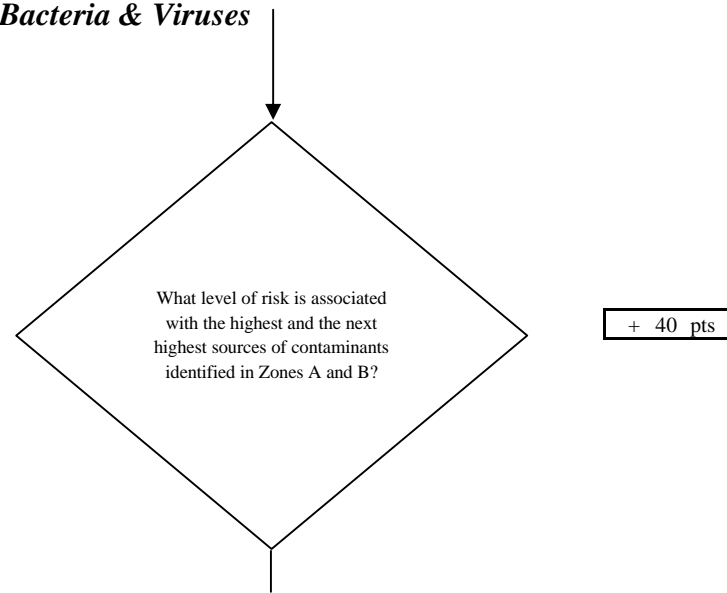 Bacteria & Viruses
What level of risk is associated
with the highest and the next
highest sources of contaminants
identified in Zones A and B?
+ 40 pts